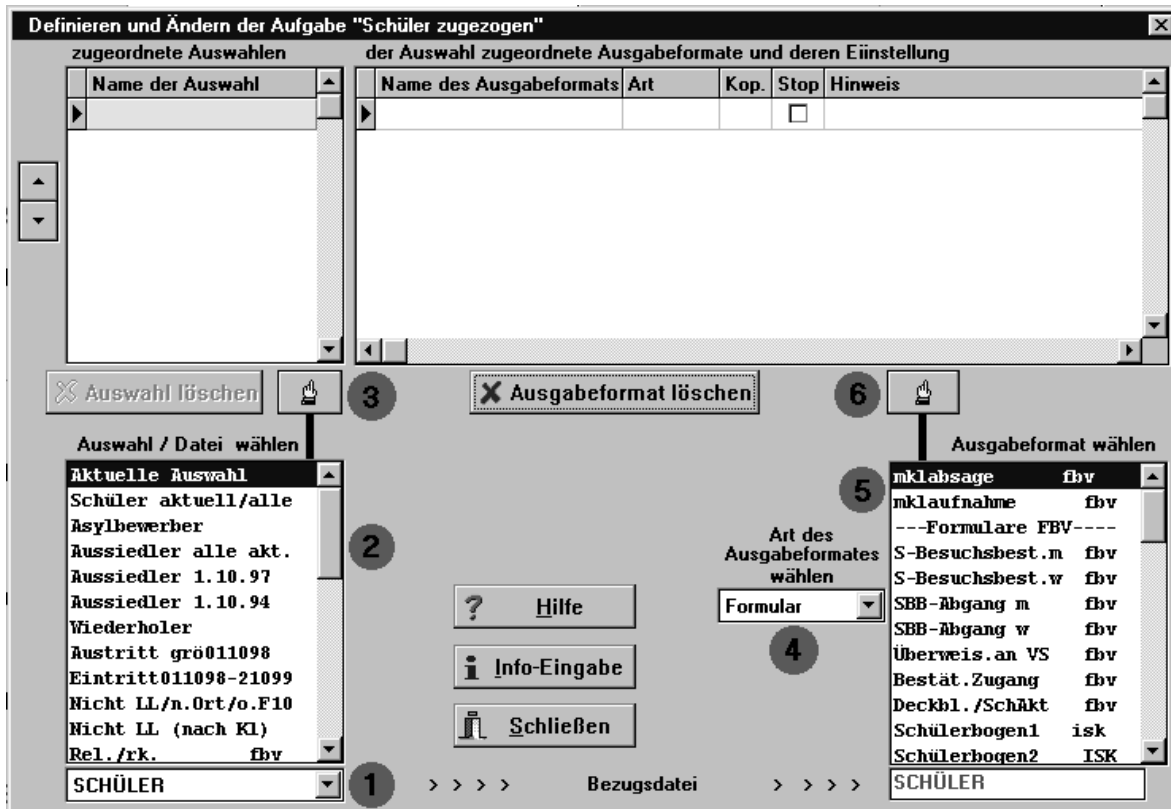 Definieren und Ändern der Aufgabe "Schüler zugezogen"
zugeordnete Auswahlen
der Auswahl zugeordnete Ausgabeformate und deren Eiinstellung
Name der Auswahl
Name des Ausgabeformats Art Kop. Stop Hinweis
Auswahl löschen
3
Ausgabeformat löschen
6
Auswahl / Datei wählen
Aktuelle Auswahl
Schüler aktuell/alle
Asylbewerber
Aussiedler alle akt.
Aussiedler 1.10.97
Aussiedler 1.10.94
Wiederholer
Austritt grö011098
Eintritt011098-21099
Nicht LL/n.Ort/o.F10
Nicht LL (nach Kl)
Rel./rk. fbv
SCHÜLER
1
2
Hilfe
Info-Eingabe
Schließen
> > > > Bezugsdatei > > > >
Art des
Ausgabeformates
wählen
Formular
4
Ausgabeformat wählen
5
mklabsage fbv
mklaufnahme fbv
---Formulare FBV----
S-Besuchsbest.m fbv
S-Besuchsbest.w fbv
SBB-Abgang m fbv
SBB-Abgang w fbv
Überweis.an VS fbv
Bestät.Zugang fbv
Deckbl./SchAkt fbv
Schülerbogen1 isk
Schülerbogen2 ISK
SCHÜLER